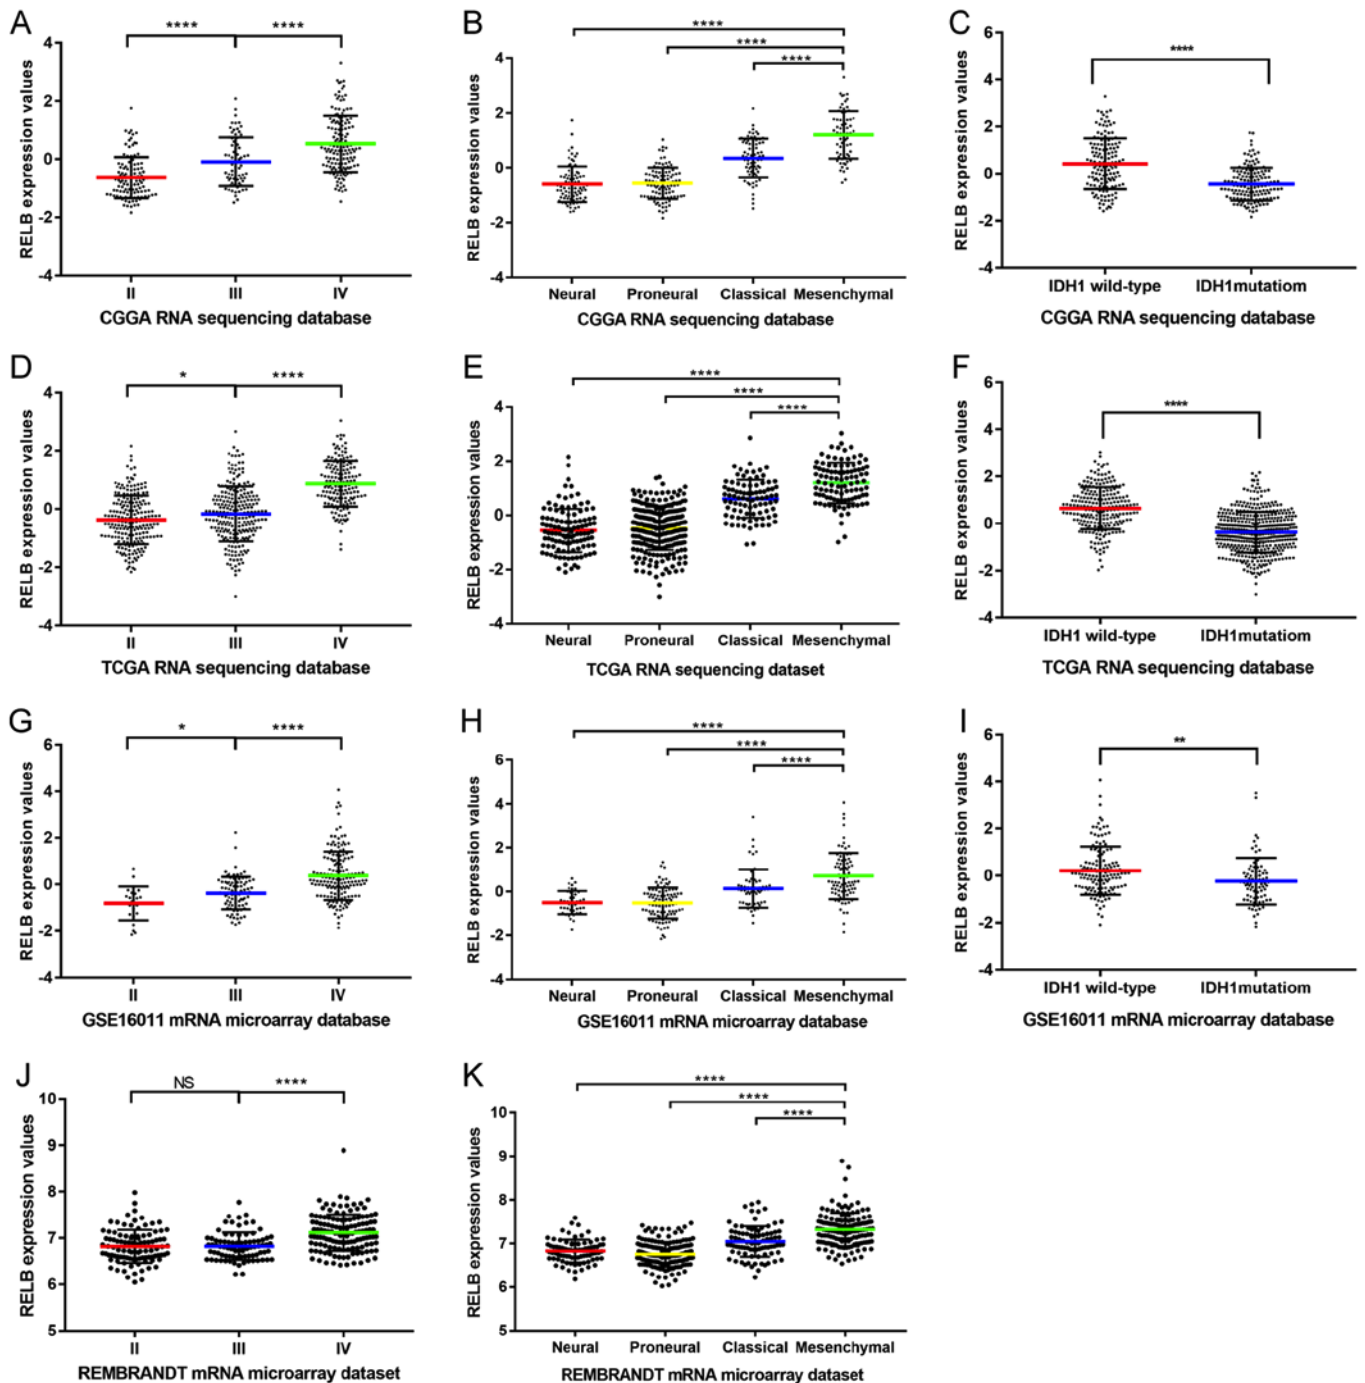 A
****
****
RELB expression values
4
2
0
-2
-4
II
III
IV
CGGA RNA sequencing database
B
****
****
****
RELB expression values
4
2
0
-2
-4
Neural
Proneural
Classical
Mesenchymal
CGGA RNA sequencing database
C
****
RELB expression values
6
4
2
0
-2
-4
IDH1 wild-type
IDH1mutatiom
CGGA RNA sequencing database
D
*
****
RELB expression values
4
2
0
-2
-4
II
III
IV
TCGA RNA sequencing database
E
****
****
****
RELB expression values
4
2
0
-2
-4
Neural
Proneural
Classical
Mesenchymal
TCGA RNA sequencing dataset
F
****
RELB expression values
6
4
2
0
-2
-4
IDH1 wild-type
IDH1mutatiom
TCGA RNA sequencing database
G
*
****
RELB expression values
6
4
2
0
-2
-4
II
III
IV
GSE16011 mRNA microarray database
H
****
****
****
RELB expression values
6
4
2
0
-2
-4
Neural
Proneural
Classical
Mesenchymal
GSE16011 mRNA microarray database
I
**
RELB expression values
6
4
2
0
-2
-4
IDH1 wild-type
IDH1mutatiom
GSE16011 mRNA microarray database
J
NS
****
RELB expression values
10
9
8
7
6
5
II
III
IV
REMBRANDT mRNA microarray dataset
K
****
****
****
RELB expression values
10
9
8
7
6
5
Neural
Proneural
Classical
Mesenchymal
REMBRANDT mRNA microarray dataset